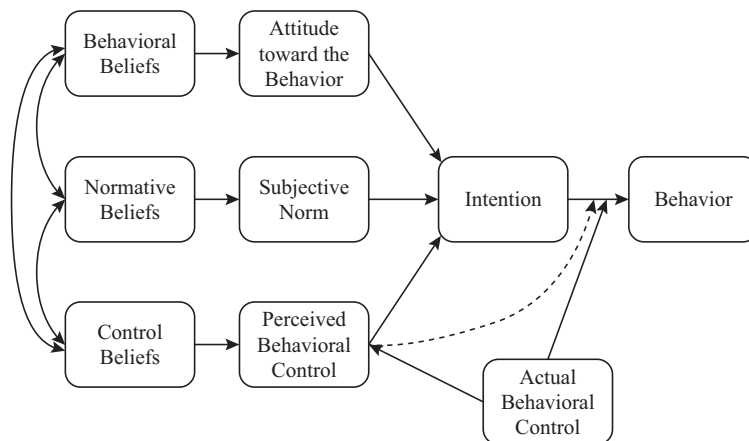 Behavioral
Beliefs
Attitude
toward the
Behavior
Normative
Beliefs
Subjective
Norm
Intention
Behavior
Control
Beliefs
Perceived
Behavioral
Control
Actual
Behavioral
Control